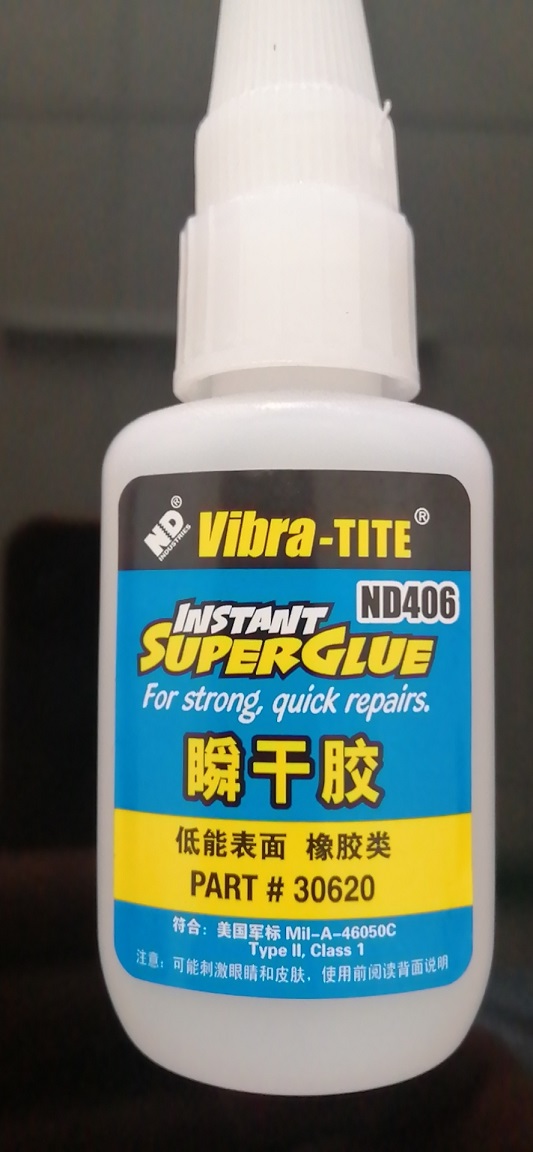 ND
INDUSTRIES
®
Vibra-TITE®
ND406
INSTANT
SUPERGLUE
For strong, quick repairs.
瞬干胶
低能表面 橡胶类
PART # 30620
符合：美国军标 Mil-A-46050C
Type II, Class 1
注意：可能刺激眼睛和皮肤，使用前阅读背面说明